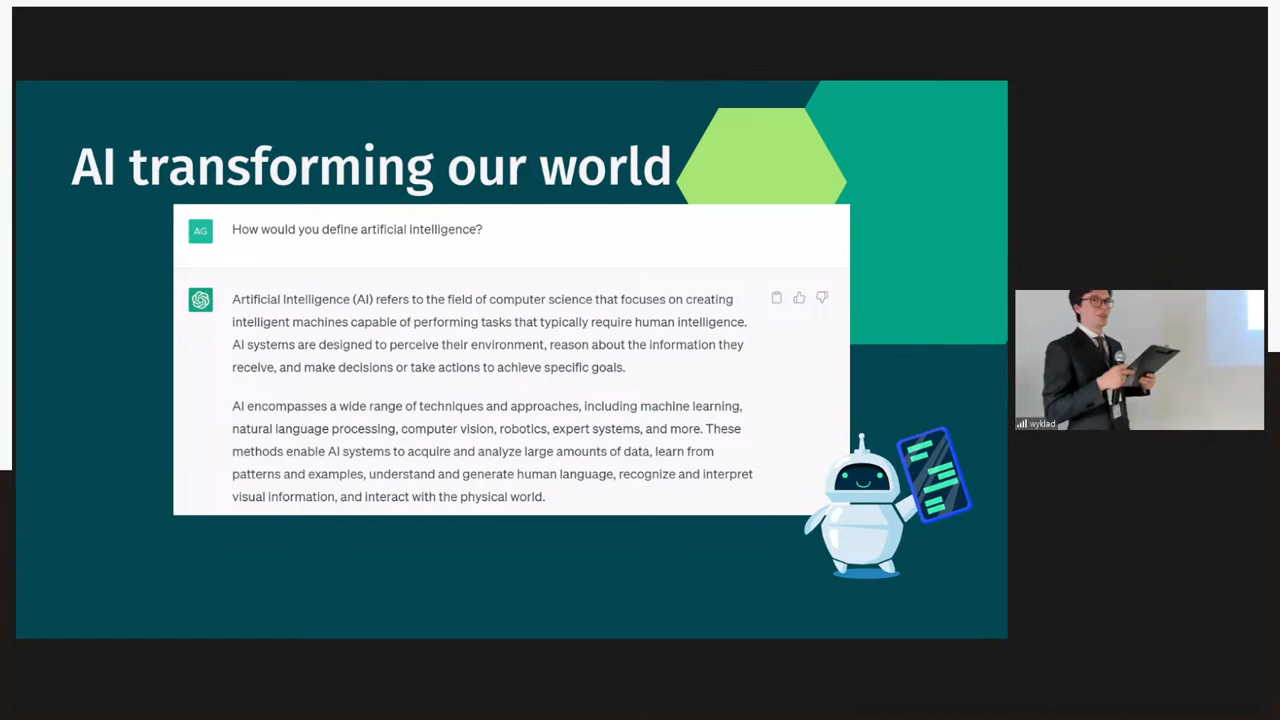 AI transforming our world
AG
How would you define artificial intelligence?
Artificial Intelligence (AI) refers to the field of computer science that focuses on creating
intelligent machines capable of performing tasks that typically require human intelligence.
AI systems are designed to perceive their environment, reason about the information they
receive, and make decisions or take actions to achieve specific goals.
AI encompasses a wide range of techniques and approaches, including machine learning,
natural language processing, computer vision, robotics, expert systems, and more. These
methods enable AI systems to acquire and analyze large amounts of data, learn from
patterns and examples, understand and generate human language, recognize and interpret
visual information, and interact with the physical world.
wyklad